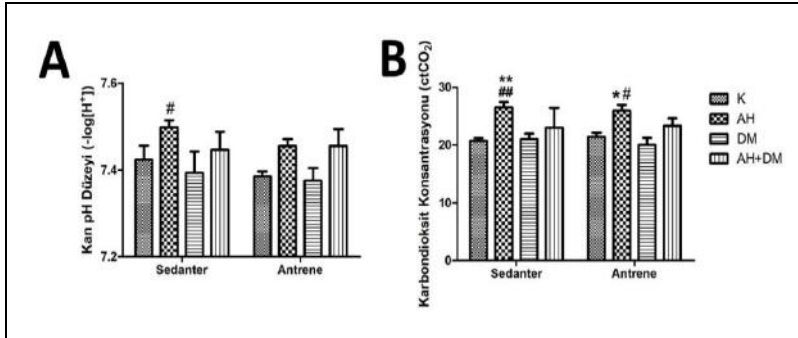 A
Kan pH Düzeyi (-log[H⁺])
7.6
7.4
7.2
#
Sedanter
Antrene
B
Karbondioksit Konsantrasyonu (ctCO₂)
30
20
10
0
**
##
* #
Sedanter
Antrene
K
AH
DM
AH+DM